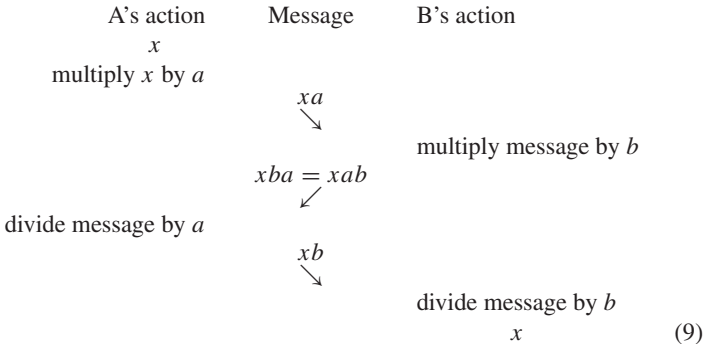 A's action Message B's action
x
multiply x by a
xa
↘
multiply message by b
xba = xab
↙
divide message by a
xb
↘
divide message by b
x (9)